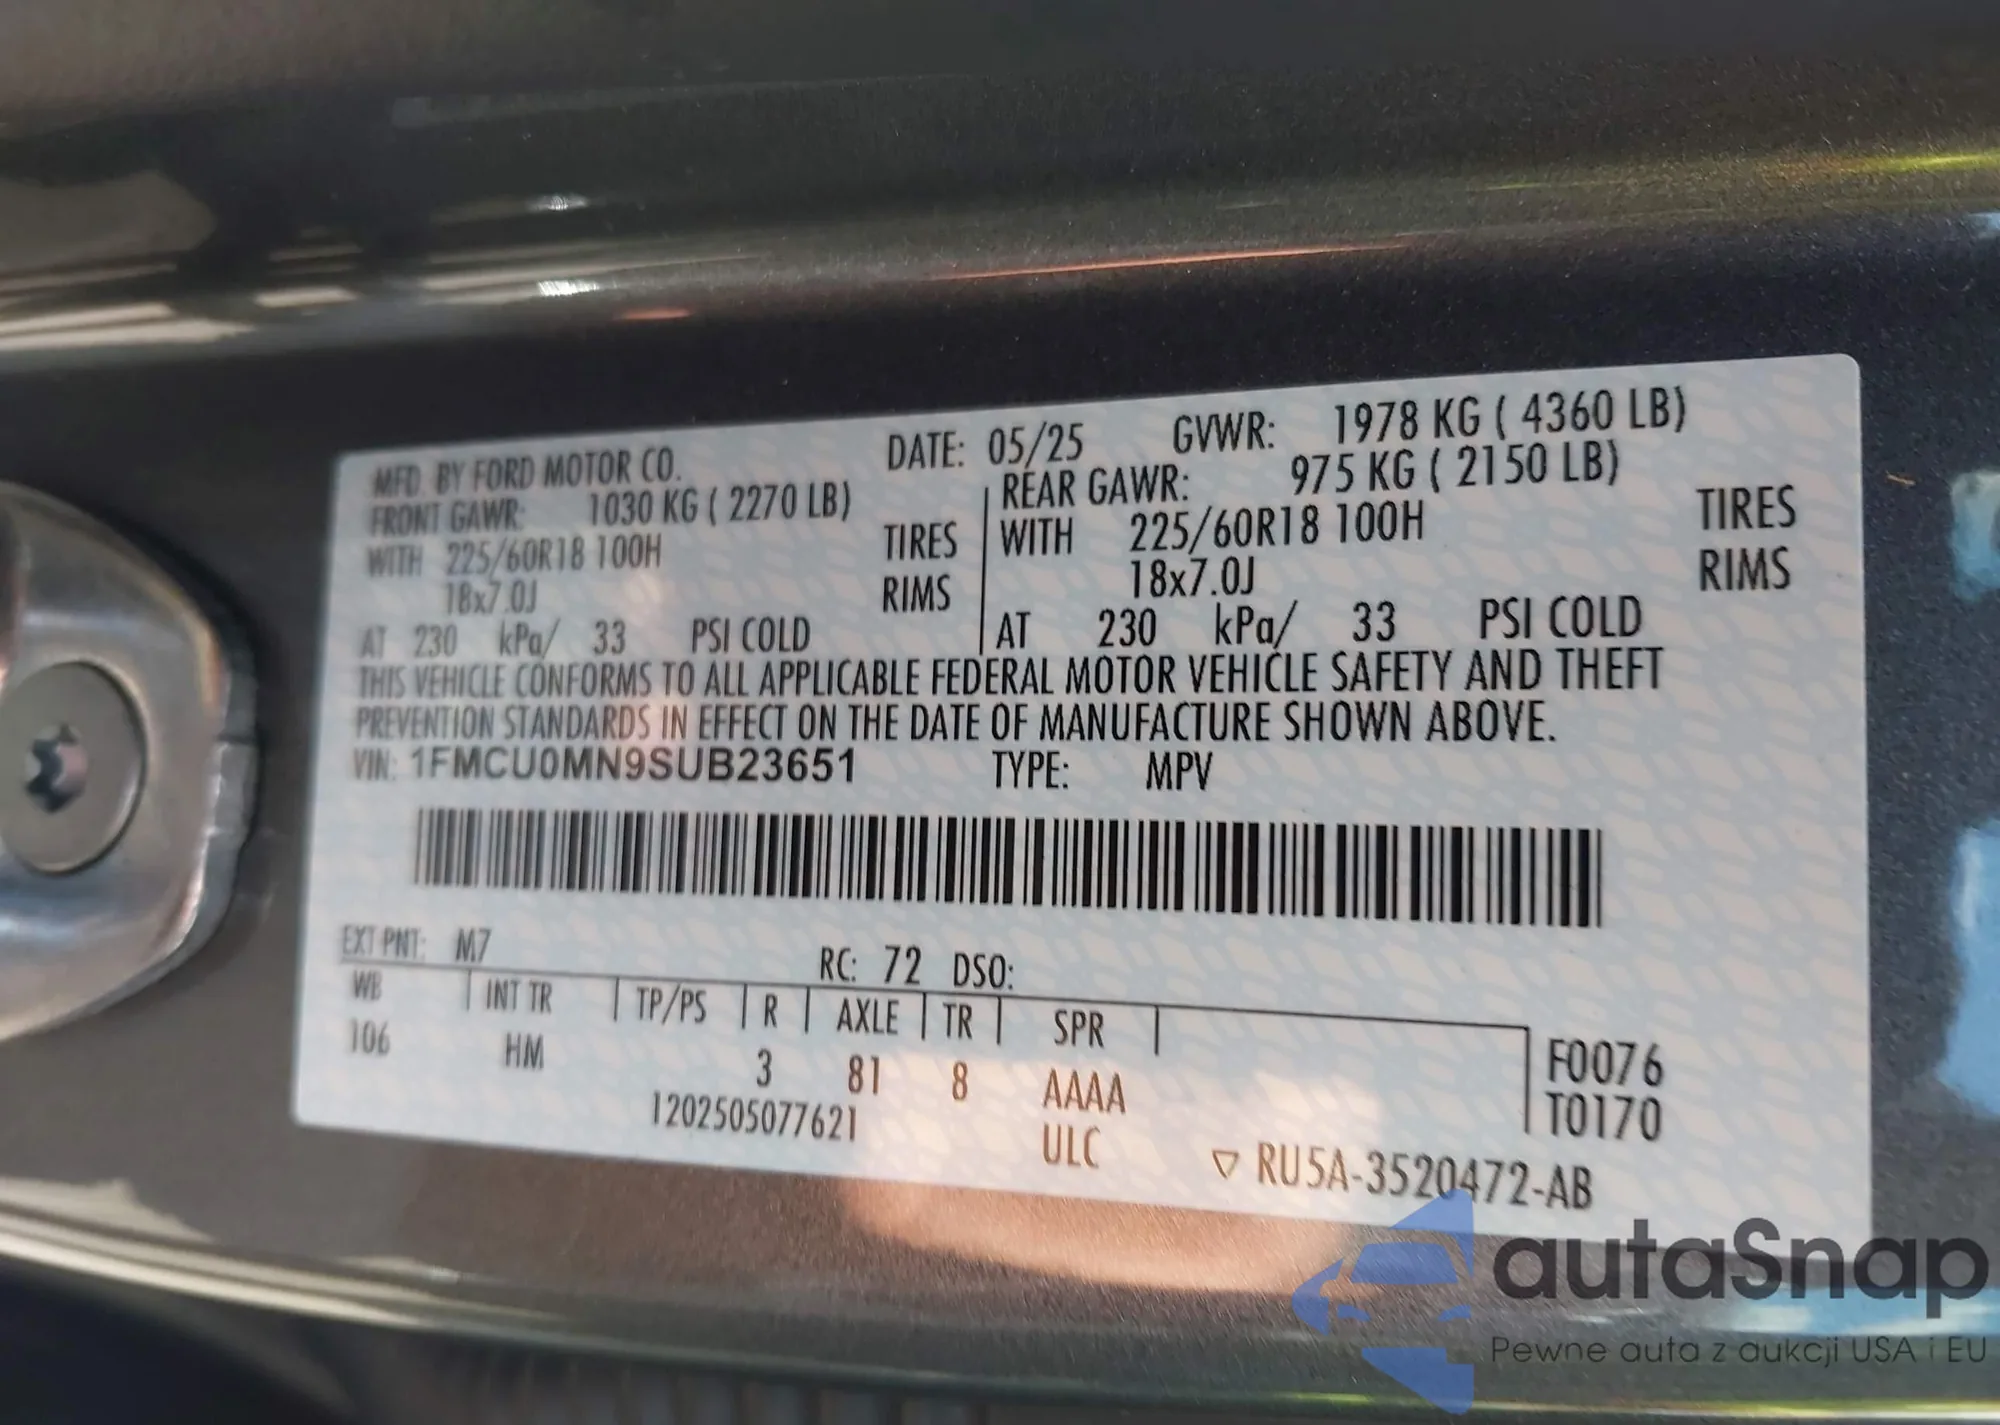 MFD. BY FORD MOTOR CO. DATE: 05/25 GVWR: 1978 KG ( 4360 LB)
FRONT GAWR: 1030 KG ( 2270 LB) REAR GAWR: 975 KG ( 2150 LB)
WITH 225/60R18 100H TIRES WITH 225/60R18 100H TIRES
18x7.0J RIMS 18x7.0J RIMS
AT 230 kPa/ 33 PSI COLD AT 230 kPa/ 33 PSI COLD
THIS VEHICLE CONFORMS TO ALL APPLICABLE FEDERAL MOTOR VEHICLE SAFETY AND THEFT
PREVENTION STANDARDS IN EFFECT ON THE DATE OF MANUFACTURE SHOWN ABOVE.
VIN: 1FMCU0MN9SUB23651 TYPE: MPV
EXT PNT: M7 RC: 72 DSO:
WB INT TR TP/PS R AXLE TR SPR
106 HM 3 81 8 AAAA F0076
1202505077621 ULC T0170
▽ RU5A-3520472-AB
autaSnap
Pewne auta z aukcji USA i EU